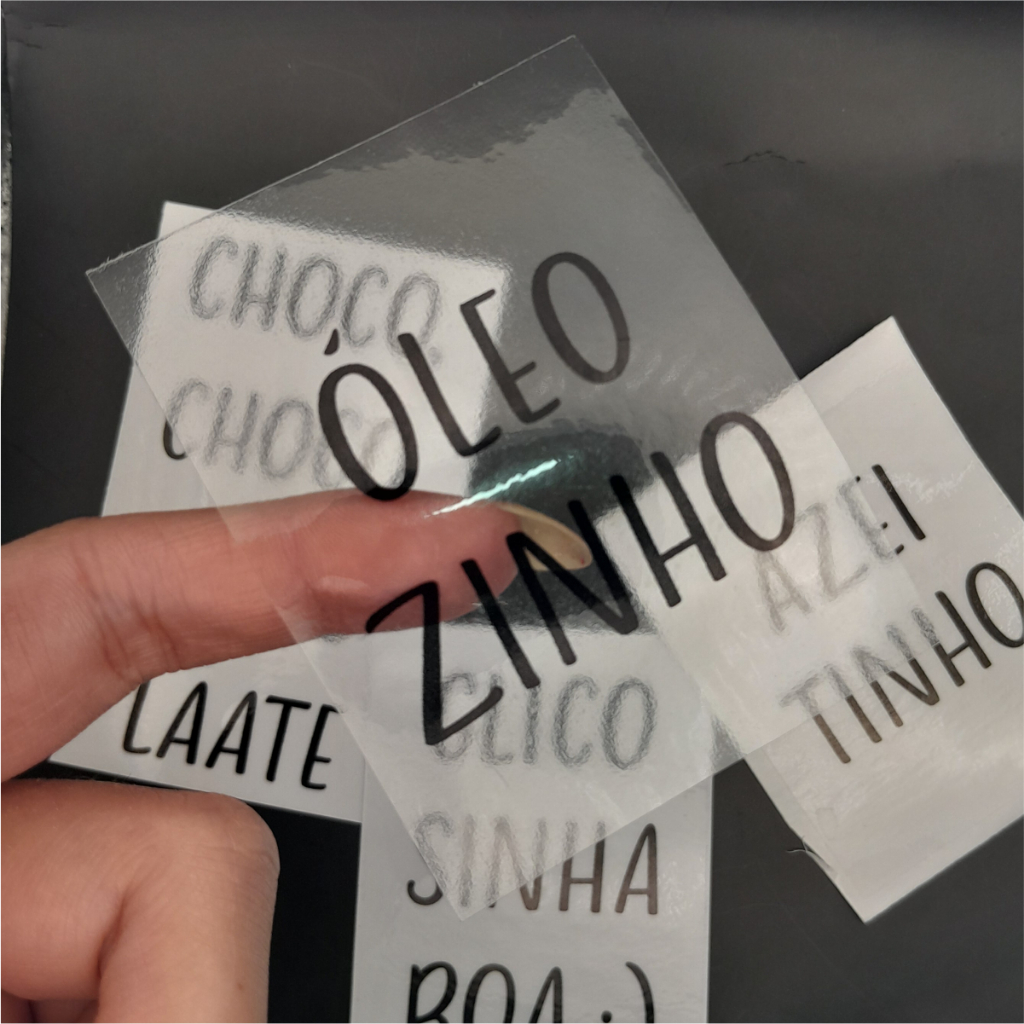 ÓLEO
ZINHO
CHOCO
CHOCO
LAATE
AZEI
TINHO
GLICO
SINHA
BOA :)